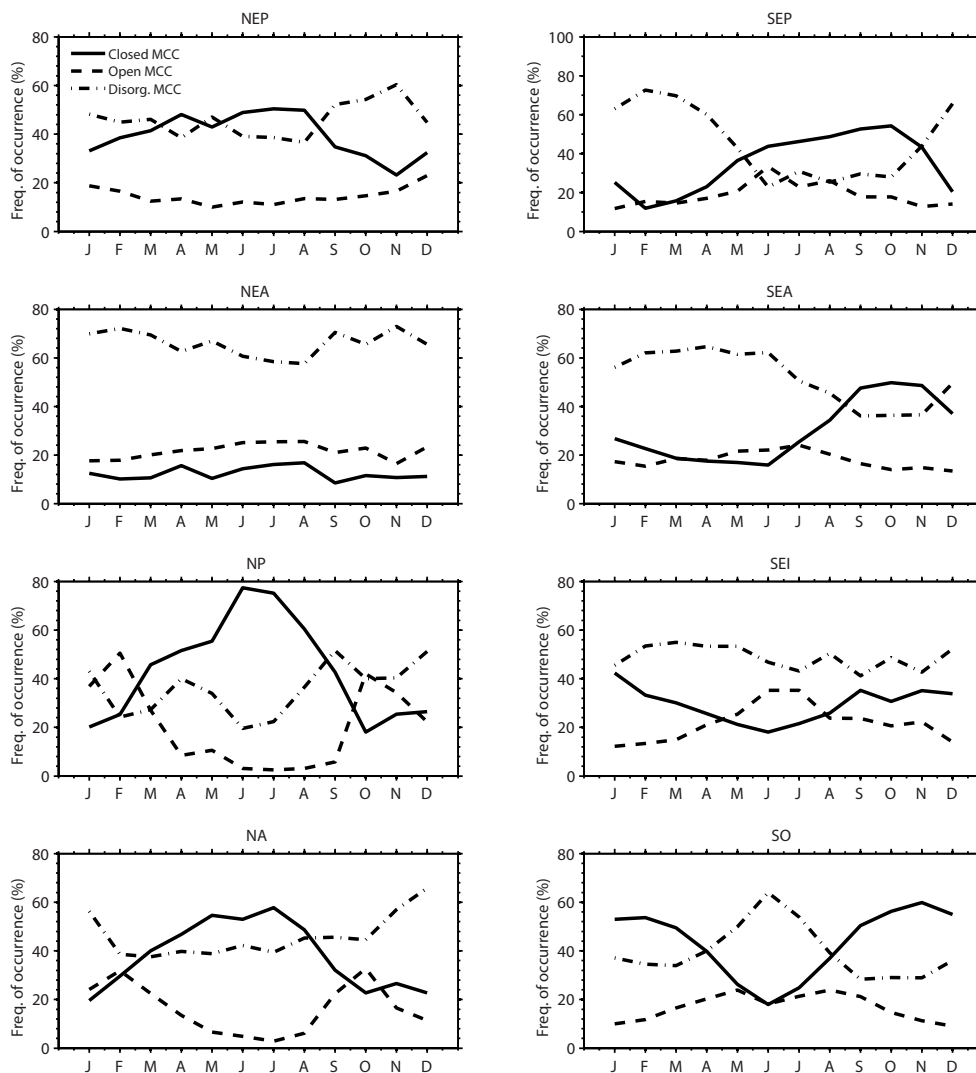 NEP
Freq. of occurrence (%)
80
60
40
20
0
Closed MCC
Open MCC
Disorg. MCC
J F M A M J J A S O N D
SEP
Freq. of occurrence (%)
100
80
60
40
20
0
J F M A M J J A S O N D
NEA
Freq. of occurrence (%)
80
60
40
20
0
J F M A M J J A S O N D
SEA
Freq. of occurrence (%)
80
60
40
20
0
J F M A M J J A S O N D
NP
Freq. of occurrence (%)
80
60
40
20
0
J F M A M J J A S O N D
SEI
Freq. of occurrence (%)
80
60
40
20
0
J F M A M J J A S O N D
NA
Freq. of occurrence (%)
80
60
40
20
0
J F M A M J J A S O N D
SO
Freq. of occurrence (%)
80
60
40
20
0
J F M A M J J A S O N D